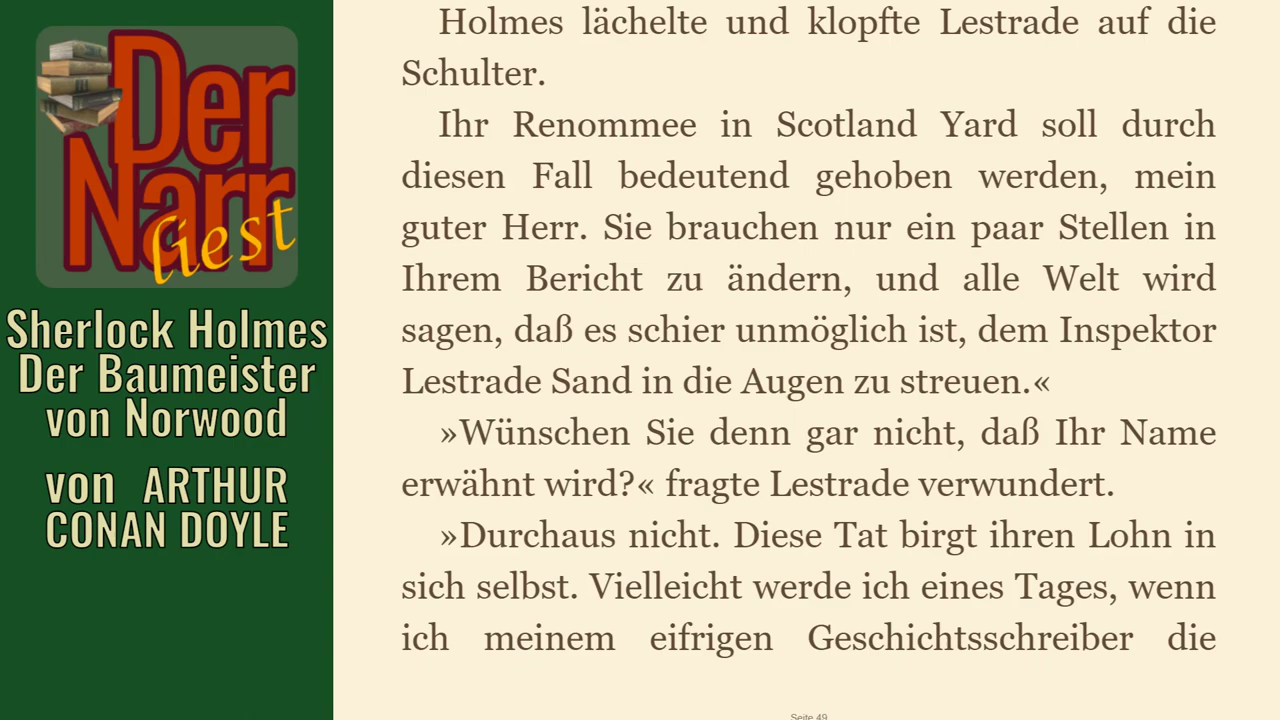 Der
Narr
liest
Sherlock Holmes
Der Baumeister
von Norwood
von ARTHUR
CONAN DOYLE
Holmes lächelte und klopfte Lestrade auf die
Schulter.
Ihr Renommee in Scotland Yard soll durch
diesen Fall bedeutend gehoben werden, mein
guter Herr. Sie brauchen nur ein paar Stellen in
Ihrem Bericht zu ändern, und alle Welt wird
sagen, daß es schier unmöglich ist, dem Inspektor
Lestrade Sand in die Augen zu streuen.«
»Wünschen Sie denn gar nicht, daß Ihr Name
erwähnt wird?« fragte Lestrade verwundert.
»Durchaus nicht. Diese Tat birgt ihren Lohn in
sich selbst. Vielleicht werde ich eines Tages, wenn
ich meinem eifrigen Geschichtsschreiber die
Seite 49